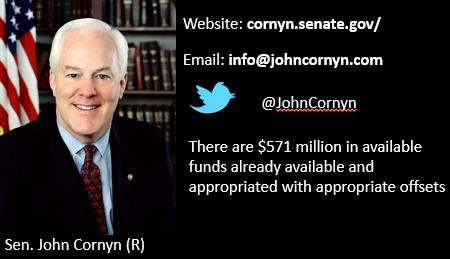 Website: cornyn.senate.gov/
Email: info@johncornyn.com
@JohnCornyn
There are $571 million in available
funds already available and
appropriated with appropriate offsets
Sen. John Cornyn (R)